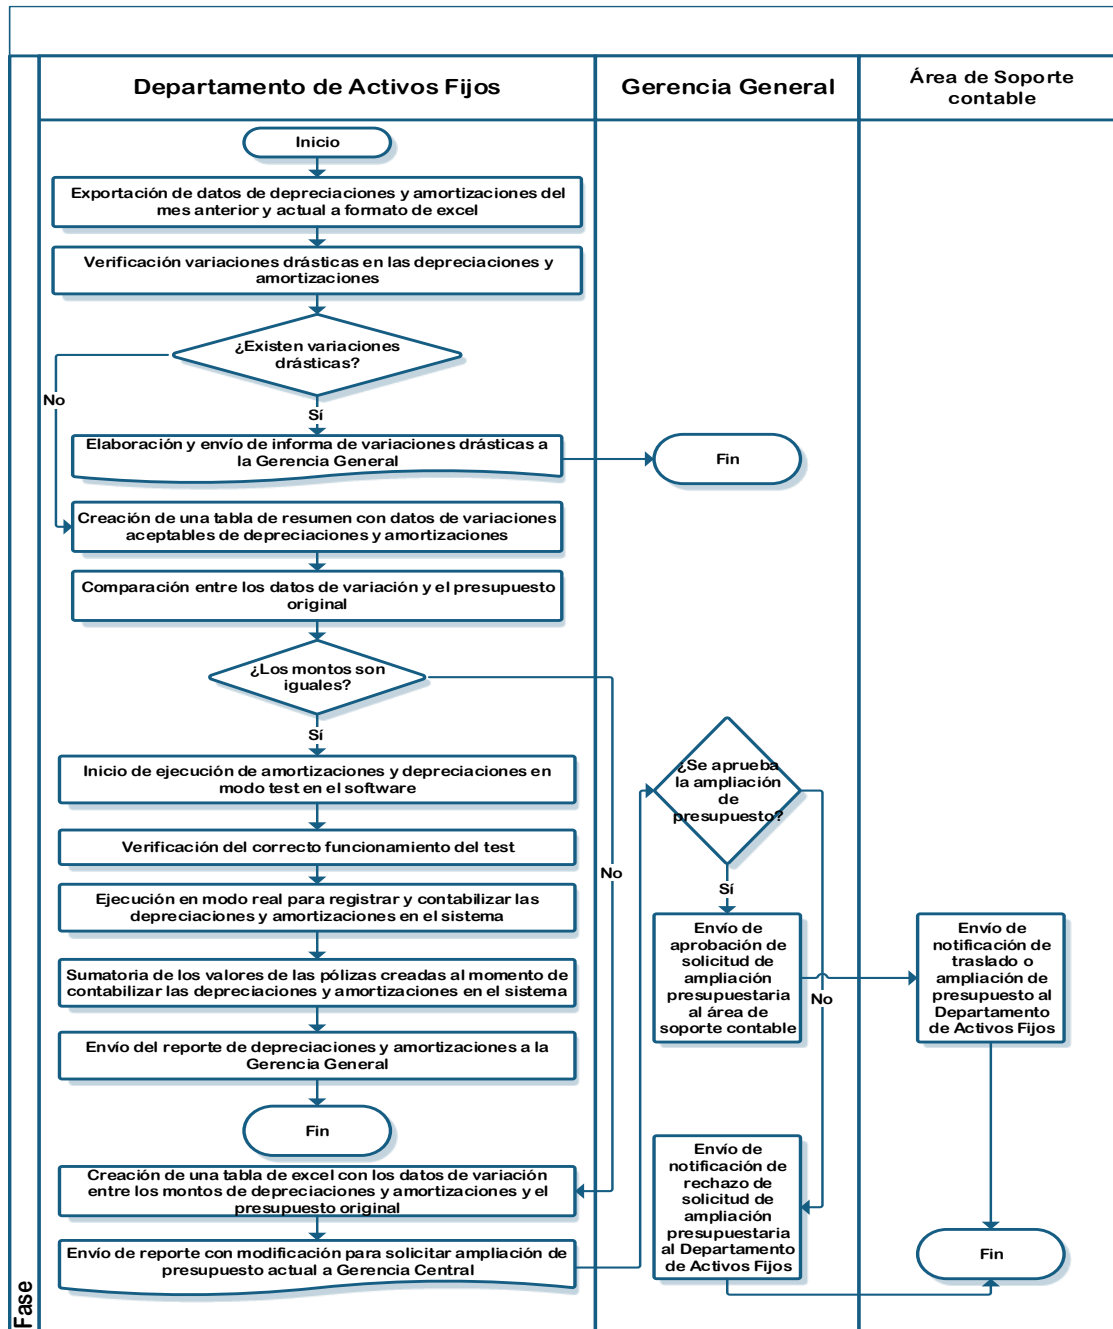 Departamento de Activos Fijos
Gerencia General
Área de Soporte
contable
Inicio
Exportación de datos de depreciaciones y amortizaciones del
mes anterior y actual a formato de excel
Verificación variaciones drásticas en las depreciaciones y
amortizaciones
¿Existen variaciones
drásticas?
No
Sí
Elaboración y envío de informa de variaciones drásticas a
la Gerencia General
Fin
Creación de una tabla de resumen con datos de variaciones
aceptables de depreciaciones y amortizaciones
Comparación entre los datos de variación y el presupuesto
original
¿Los montos son
iguales?
Sí
No
Inicio de ejecución de amortizaciones y depreciaciones en
modo test en el software
Verificación del correcto funcionamiento del test
Ejecución en modo real para registrar y contabilizar las
depreciaciones y amortizaciones en el sistema
Sumatoria de los valores de las pólizas creadas al momento de
contabilizar las depreciaciones y amortizaciones en el sistema
Envío del reporte de depreciaciones y amortizaciones a la
Gerencia General
Fin
Creación de una tabla de excel con los datos de variación
entre los montos de depreciaciones y amortizaciones y el
presupuesto original
Envío de reporte con modificación para solicitar ampliación de
presupuesto actual a Gerencia Central
¿Se aprueba
la ampliación
de
presupuesto?
Sí
No
Envío de
aprobación de
solicitud de
ampliación
presupuestaria
al área de
soporte contable
Envío de
notificación de
traslado o
ampliación de
presupuesto al
Departamento
de Activos Fijos
Envío de
notificación de
rechazo de
solicitud de
ampliación
presupuestaria
al Departamento
de Activos Fijos
Fin
Fase